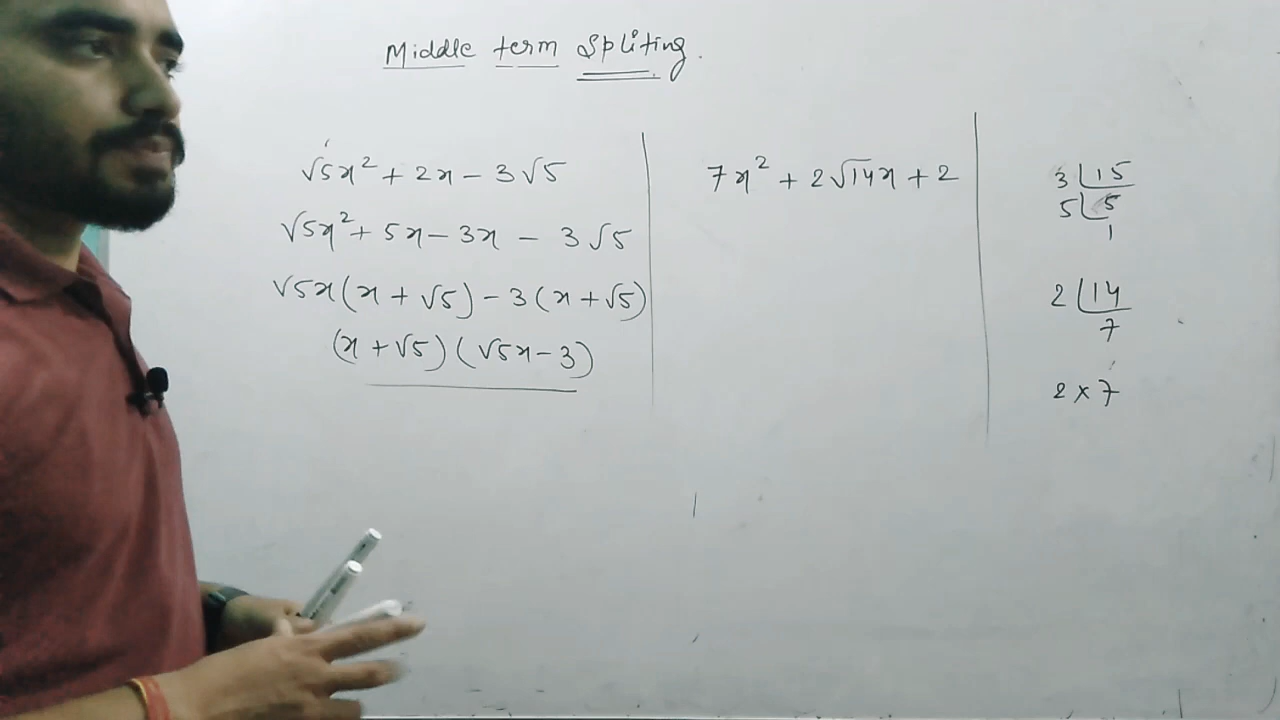 Middle term Spliting.
√5x² + 2x - 3√5
√5x² + 5x - 3x - 3√5
√5x(x + √5) - 3(x + √5)
(x + √5)(√5x - 3)
7x² + 2√14x + 2
3 | 15
5 | 5
1
2 | 14
7
2 × 7